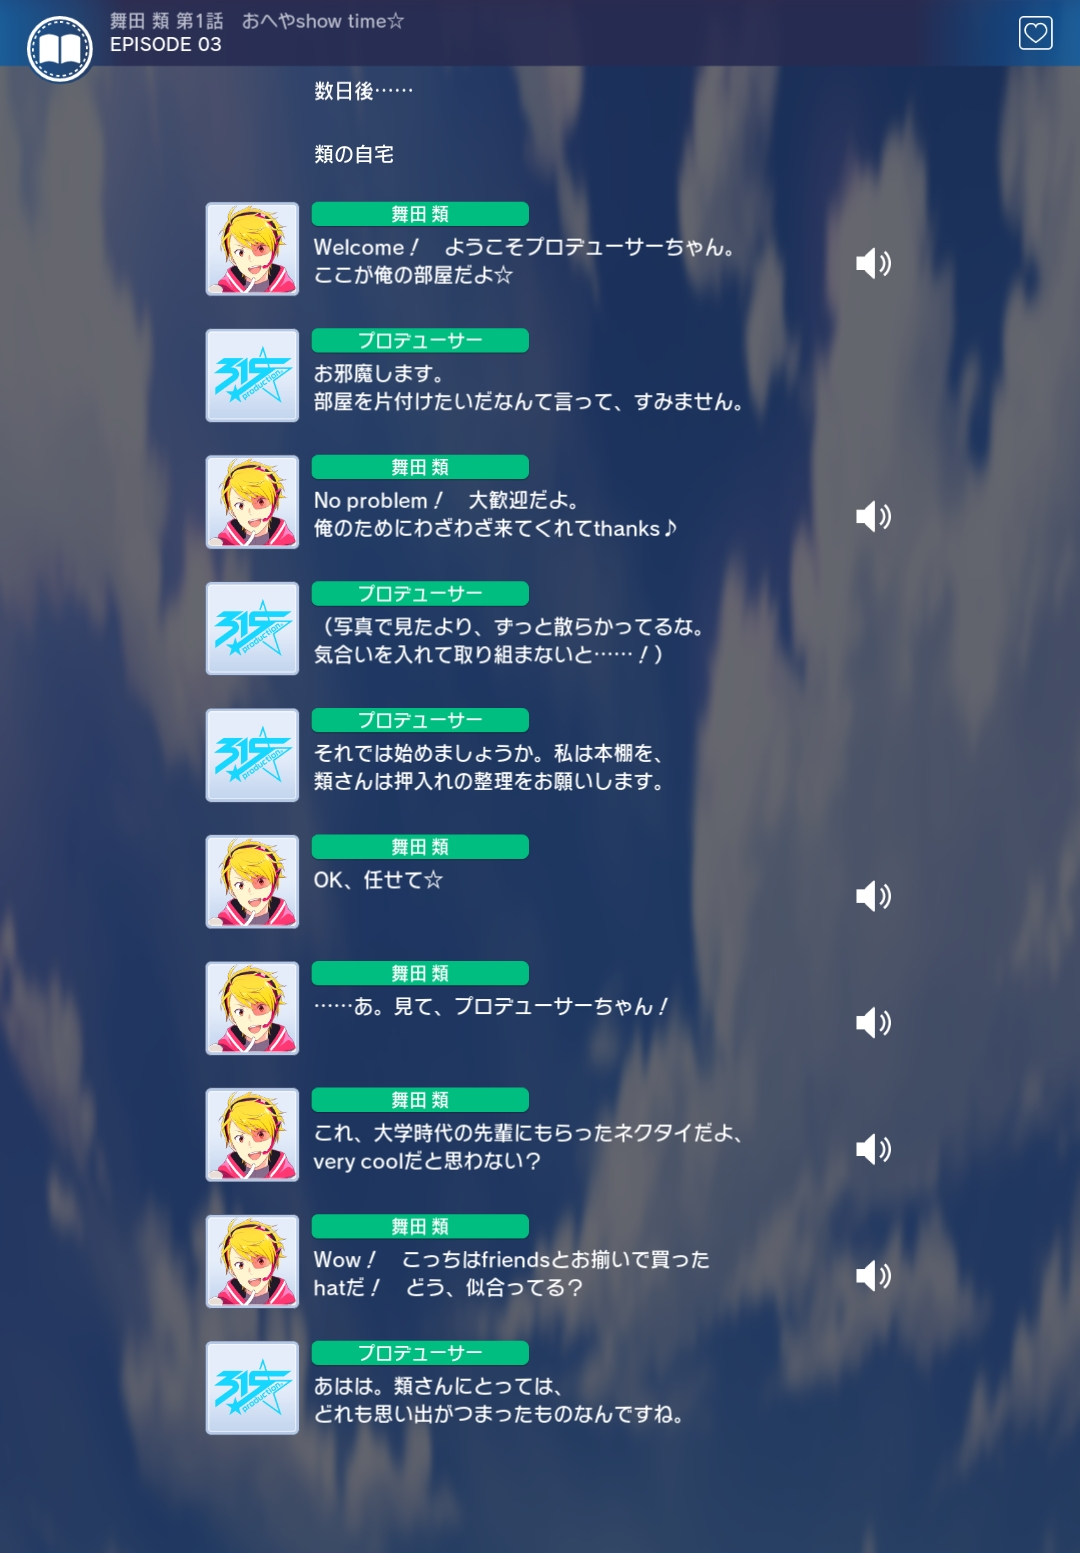 舞田 類 第1話　おへやshow time☆
EPISODE 03
数日後……
類の自宅
舞田 類
Welcome！　ようこそプロデューサーちゃん。
ここが俺の部屋だよ☆
315 production
プロデューサー
お邪魔します。
部屋を片付けたいだなんて言って、すみません。
舞田 類
No problem！　大歓迎だよ。
俺のためにわざわざ来てくれてthanks♪
315 production
プロデューサー
（写真で見たより、ずっと散らかってるな。
気合いを入れて取り組まないと……！）
315 production
プロデューサー
それでは始めましょうか。私は本棚を、
類さんは押入れの整理をお願いします。
舞田 類
OK、任せて☆
舞田 類
……あ。見て、プロデューサーちゃん！
舞田 類
これ、大学時代の先輩にもらったネクタイだよ、
very coolだと思わない？
舞田 類
Wow！　こっちはfriendsとお揃いで買った
hatだ！　どう、似合ってる？
315 production
プロデューサー
あはは。類さんにとっては、
どれも思い出がつまったものなんですね。